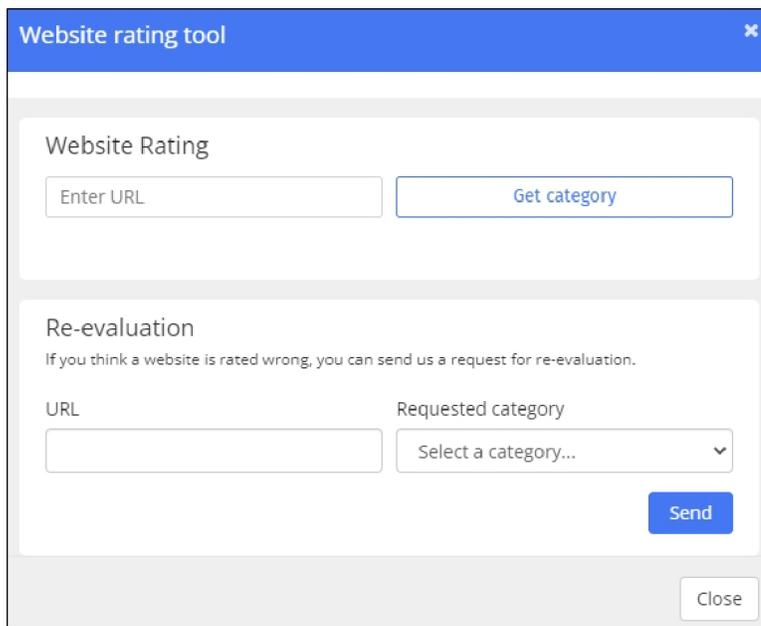 Website rating tool
Website Rating
Enter URL
Get category
Re-evaluation
If you think a website is rated wrong, you can send us a request for re-evaluation.
URL
Requested category
Select a category...
Send
Close